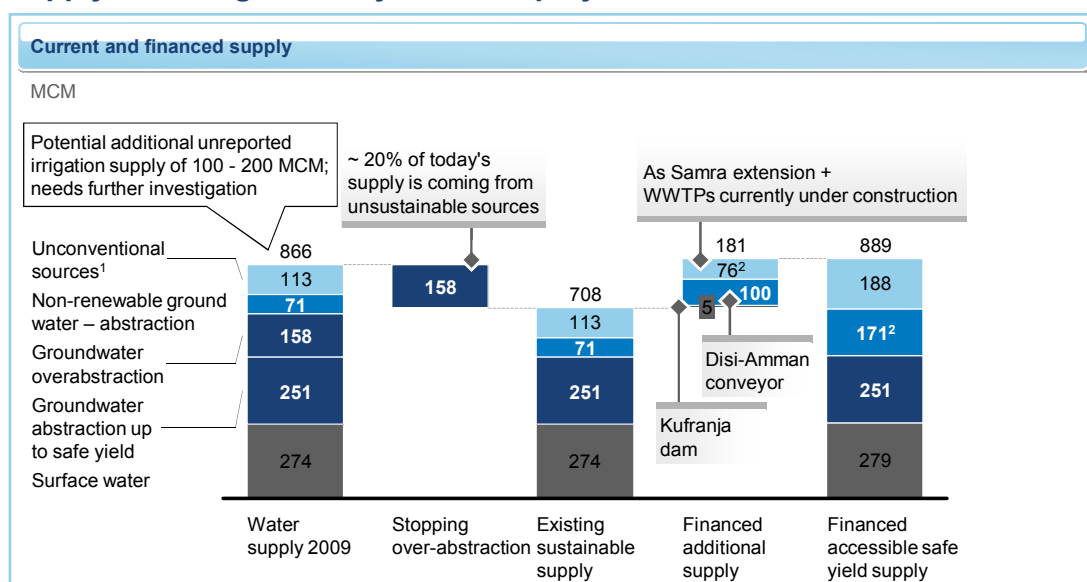 Current and financed supply
MCM
Potential additional unreported
irrigation supply of 100 - 200 MCM;
needs further investigation
~ 20% of today's
supply is coming from
unsustainable sources
As Samra extension +
WWTPs currently under construction
Unconventional
sources¹
Non-renewable ground
water – abstraction
Groundwater
overabstraction
Groundwater
abstraction up
to safe yield
Surface water
866
113
71
158
251
274
158
708
113
71
251
274
181
76²
100
5
Disi-Amman
conveyor
Kufranja
dam
889
188
171²
251
279
Water
supply 2009
Stopping
over-abstraction
Existing
sustainable
supply
Financed
additional
supply
Financed
accessible safe
yield supply